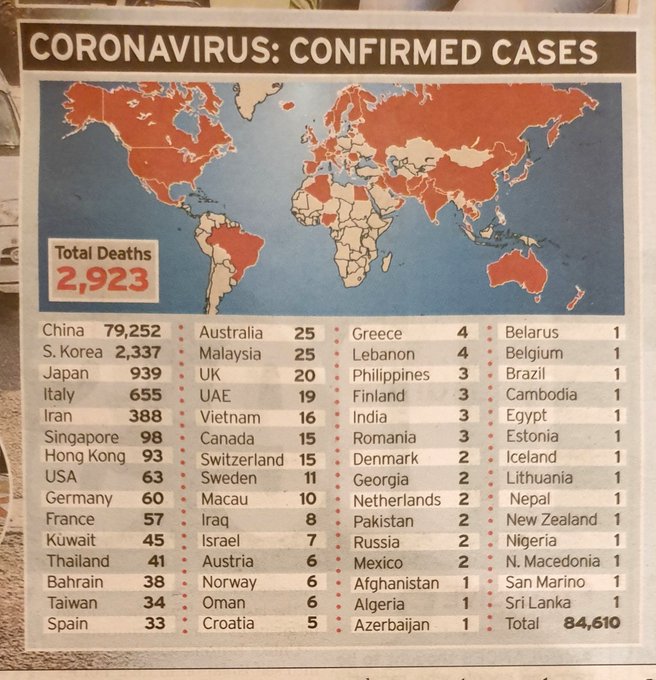 CORONAVIRUS: CONFIRMED CASES
Total Deaths
2,923
China 79,252
S. Korea 2,337
Japan 939
Italy 655
Iran 388
Singapore 98
Hong Kong 93
USA 63
Germany 60
France 57
Kuwait 45
Thailand 41
Bahrain 38
Taiwan 34
Spain 33
Australia 25
Malaysia 25
UK 20
UAE 19
Vietnam 16
Canada 15
Switzerland 15
Sweden 11
Macau 10
Iraq 8
Israel 7
Austria 6
Norway 6
Oman 6
Croatia 5
Greece 4
Lebanon 4
Philippines 3
Finland 3
India 3
Romania 3
Denmark 2
Georgia 2
Netherlands 2
Pakistan 2
Russia 2
Mexico 2
Afghanistan 1
Algeria 1
Azerbaijan 1
Belarus 1
Belgium 1
Brazil 1
Cambodia 1
Egypt 1
Estonia 1
Iceland 1
Lithuania 1
Nepal 1
New Zealand 1
Nigeria 1
N. Macedonia 1
San Marino 1
Sri Lanka 1
Total 84,610